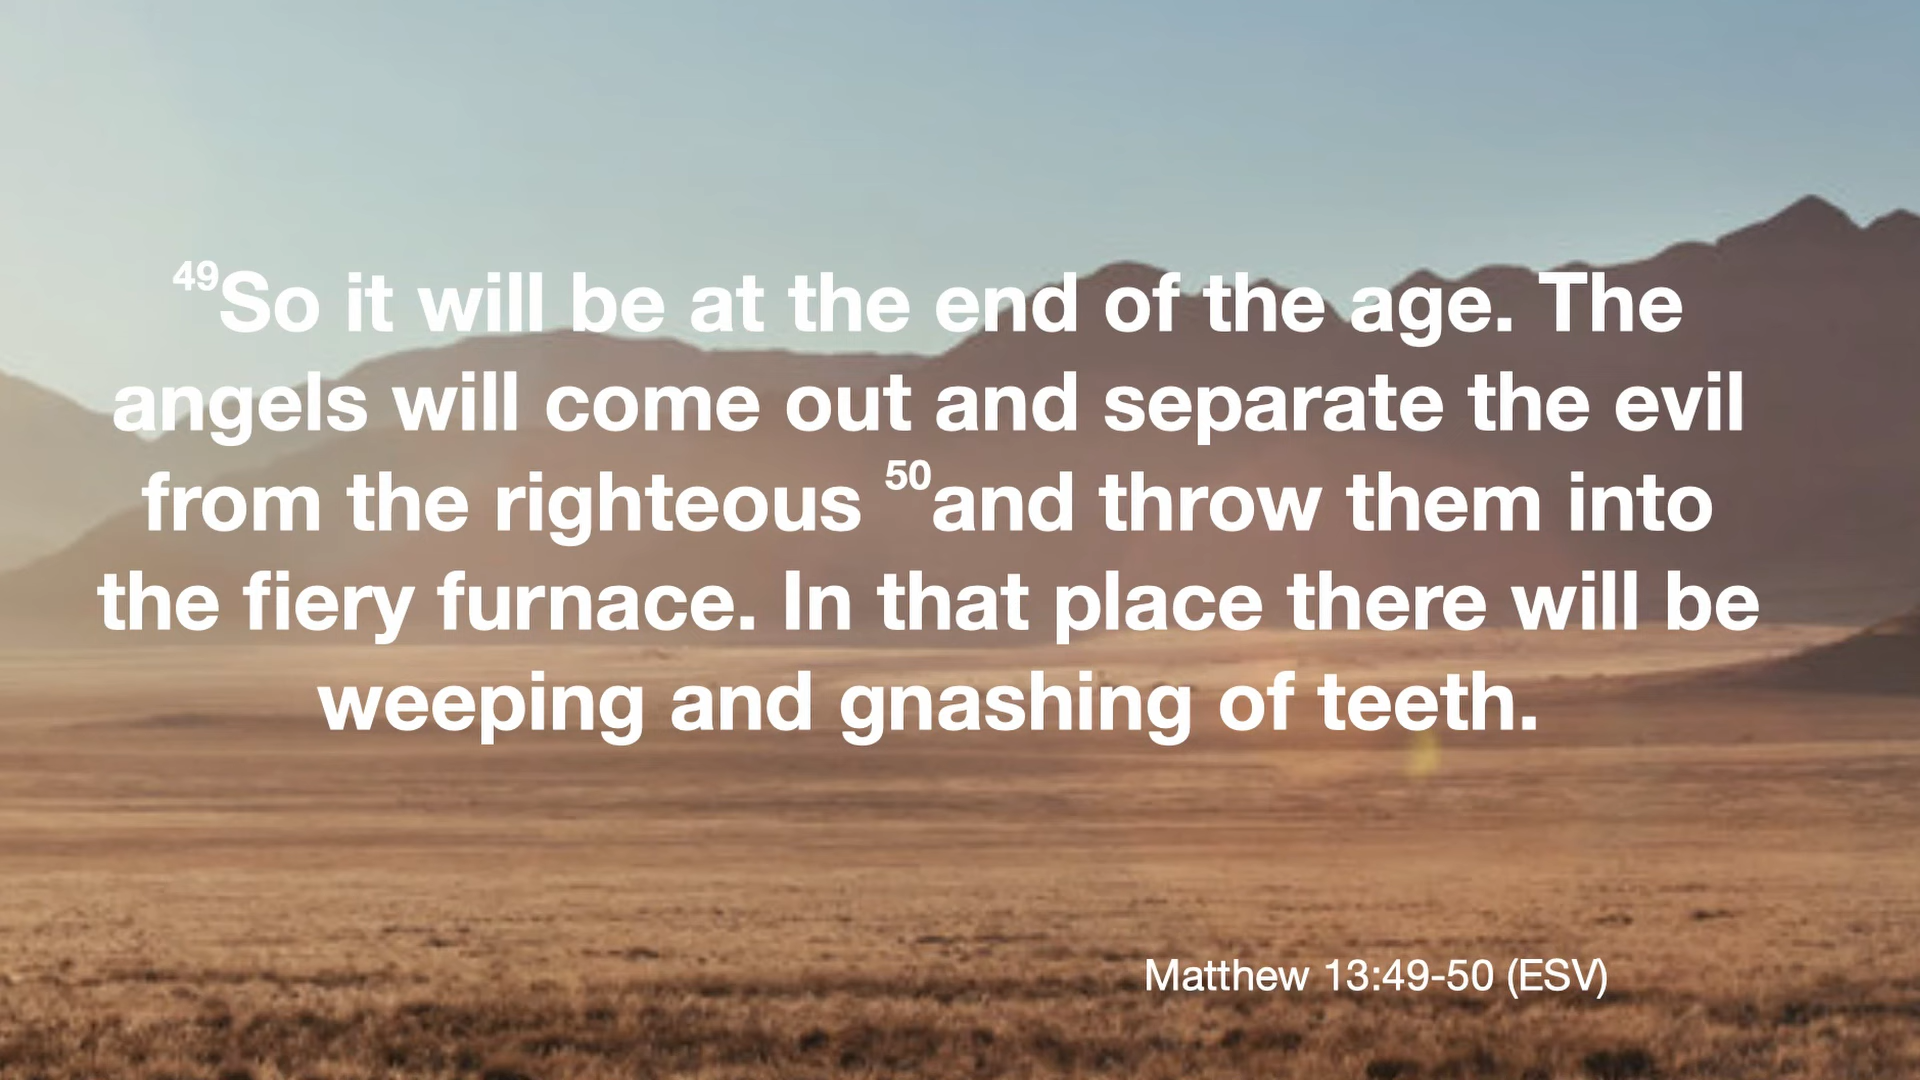 ⁴⁹So it will be at the end of the age. The
angels will come out and separate the evil
from the righteous ⁵⁰and throw them into
the fiery furnace. In that place there will be
weeping and gnashing of teeth.
Matthew 13:49-50 (ESV)